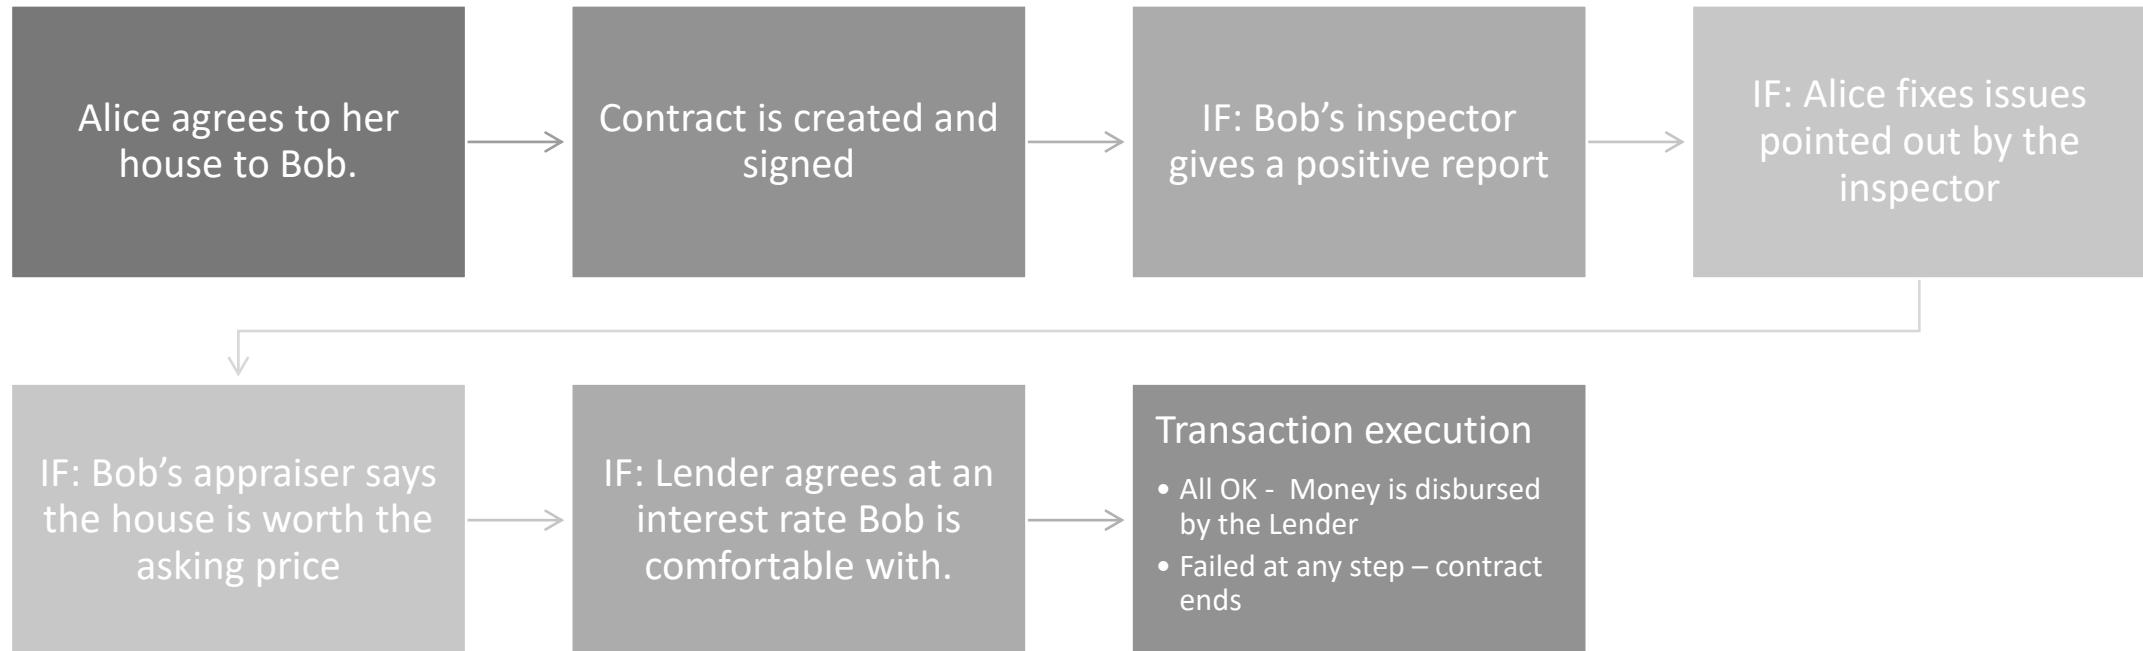 Alice agrees to her
house to Bob.
Contract is created and
signed
IF: Bob’s inspector
gives a positive report
IF: Alice fixes issues
pointed out by the
inspector
IF: Bob’s appraiser says
the house is worth the
asking price
IF: Lender agrees at an
interest rate Bob is
comfortable with.
Transaction execution
• All OK - Money is disbursed
by the Lender
• Failed at any step – contract
ends